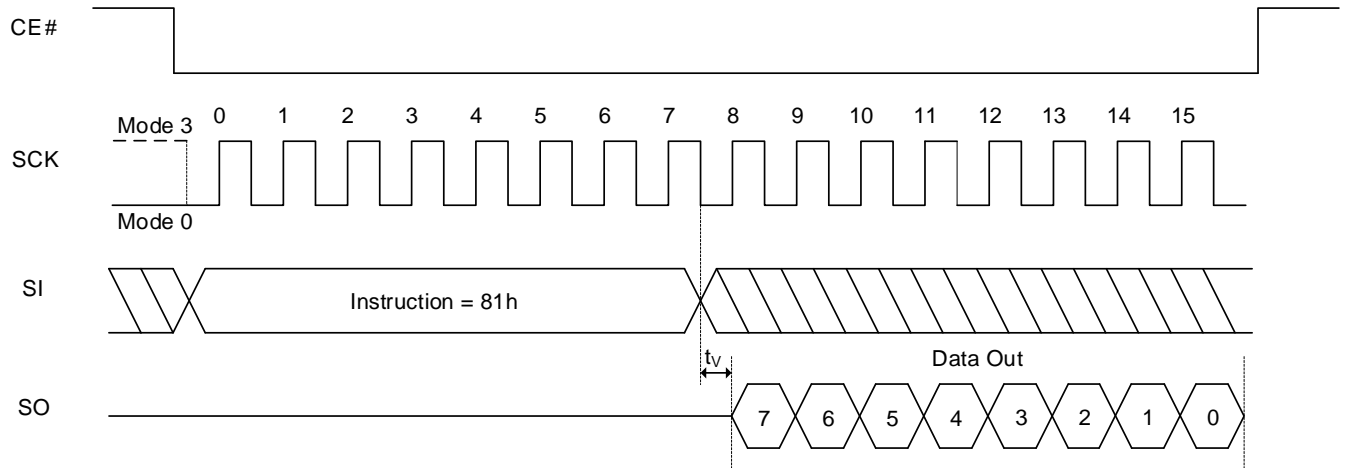 CE#
0 1 2 3 4 5 6 7 8 9 10 11 12 13 14 15
Mode 3
SCK
Mode 0
SI
Instruction = 81h
tV
Data Out
SO
7 6 5 4 3 2 1 0